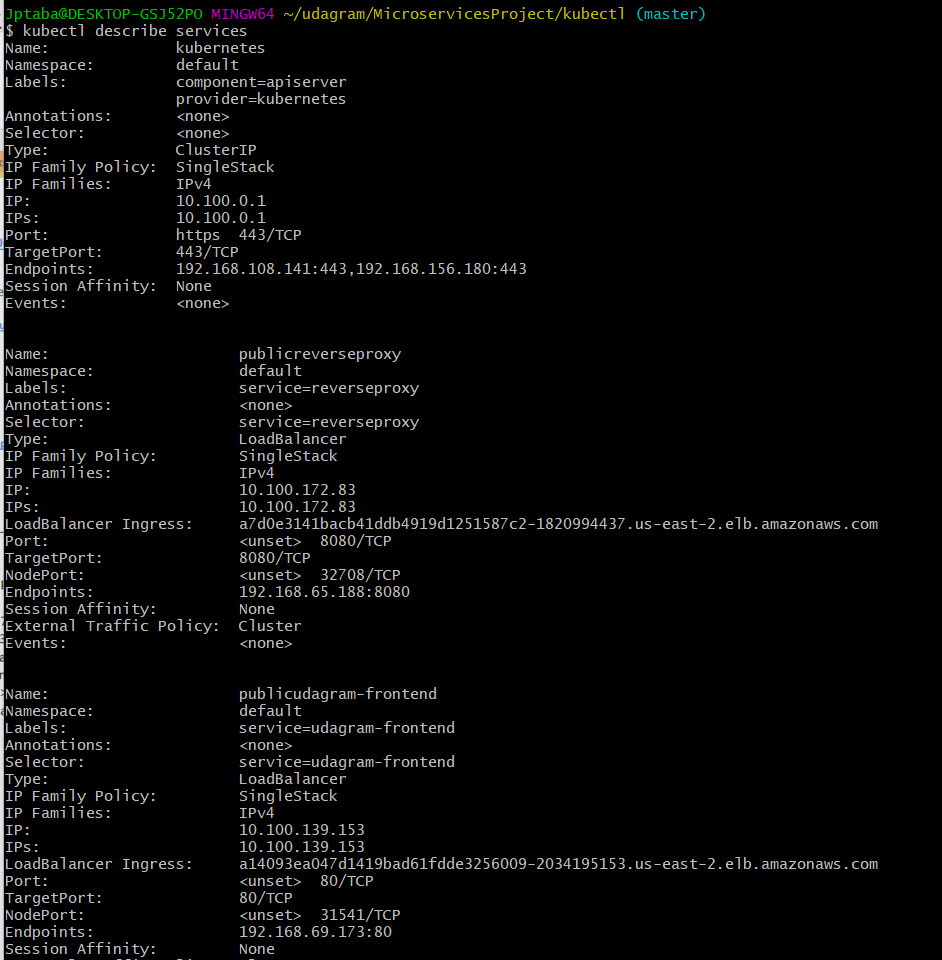 Jptaba@DESKTOP-GSJ52PO MINGW64 ~/udagram/MicroservicesProject/kubectl (master)
$ kubectl describe services
Name:              kubernetes
Namespace:         default
Labels:            component=apiserver
                   provider=kubernetes
Annotations:       <none>
Selector:          <none>
Type:              ClusterIP
IP Family Policy:  SingleStack
IP Families:       IPv4
IP:                10.100.0.1
IPs:               10.100.0.1
Port:              https  443/TCP
TargetPort:        443/TCP
Endpoints:         192.168.108.141:443,192.168.156.180:443
Session Affinity:  None
Events:            <none>
Name:                     publicreverseproxy
Namespace:                default
Labels:                   service=reverseproxy
Annotations:              <none>
Selector:                 service=reverseproxy
Type:                     LoadBalancer
IP Family Policy:         SingleStack
IP Families:              IPv4
IP:                       10.100.172.83
IPs:                      10.100.172.83
LoadBalancer Ingress:     a7d0e3141bacb41ddb4919d1251587c2-1820994437.us-east-2.elb.amazonaws.com
Port:                     <unset>  8080/TCP
TargetPort:               8080/TCP
NodePort:                 <unset>  32708/TCP
Endpoints:                192.168.65.188:8080
Session Affinity:         None
External Traffic Policy:  Cluster
Events:                   <none>
Name:                     publicudagram-frontend
Namespace:                default
Labels:                   service=udagram-frontend
Annotations:              <none>
Selector:                 service=udagram-frontend
Type:                     LoadBalancer
IP Family Policy:         SingleStack
IP Families:              IPv4
IP:                       10.100.139.153
IPs:                      10.100.139.153
LoadBalancer Ingress:     a14093ea047d1419bad61fdde3256009-2034195153.us-east-2.elb.amazonaws.com
Port:                     <unset>  80/TCP
TargetPort:               80/TCP
NodePort:                 <unset>  31541/TCP
Endpoints:                192.168.69.173:80
Session Affinity:         None